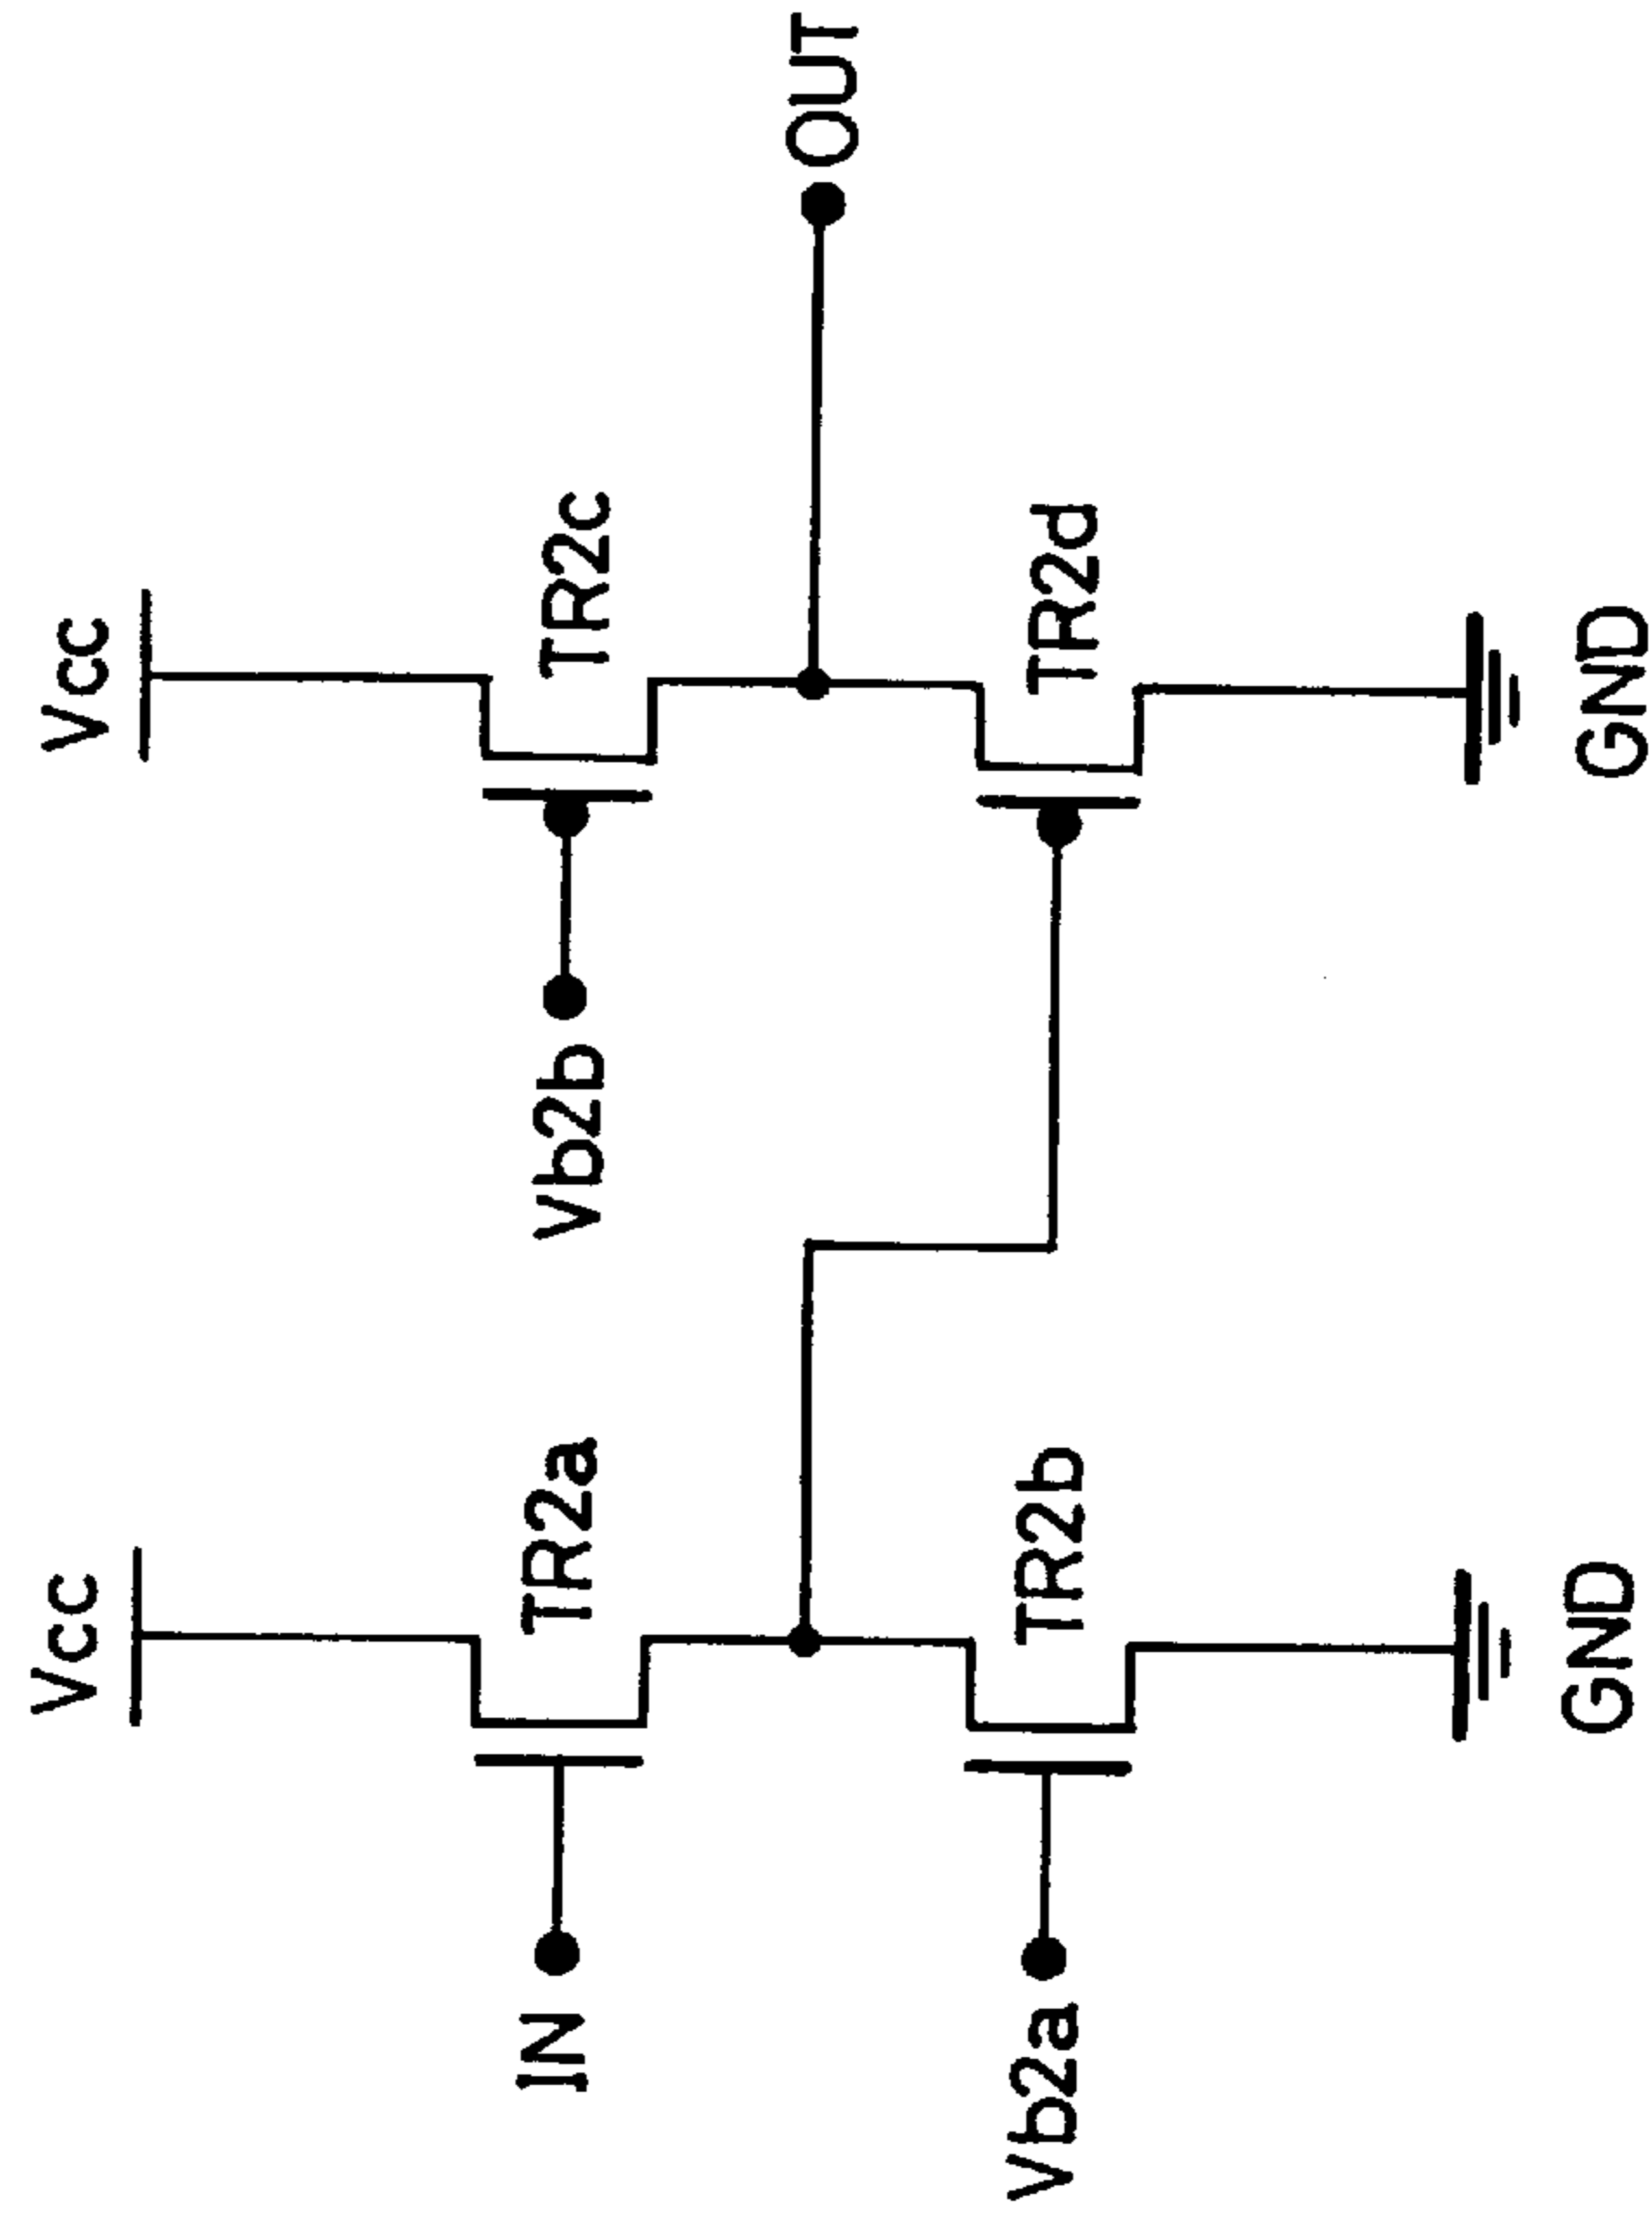 Vcc
Vcc
IN
TR2a
Vb2b
TR2c
OUT
Vb2a
TR2b
TR2d
GND
GND